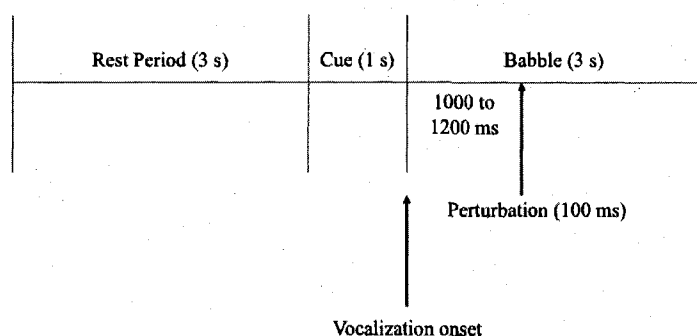 Rest Period (3 s) Cue (1 s) Babble (3 s)
1000 to
1200 ms
Perturbation (100 ms)
Vocalization onset